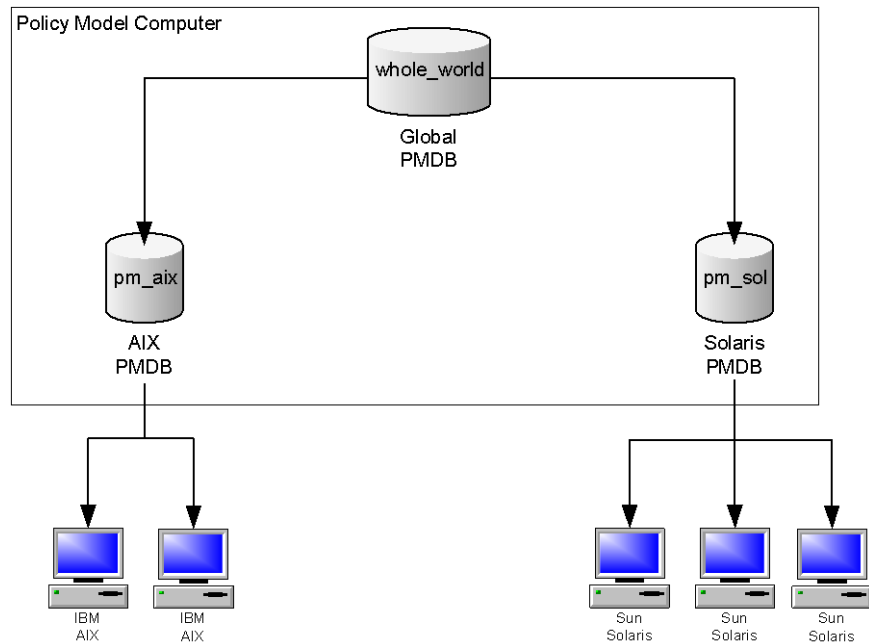 Policy Model Computer
whole_world
Global
PMDB
pm_aix
pm_sol
AIX
PMDB
Solaris
PMDB
IBM
AIX
IBM
AIX
Sun
Solaris
Sun
Solaris
Sun
Solaris